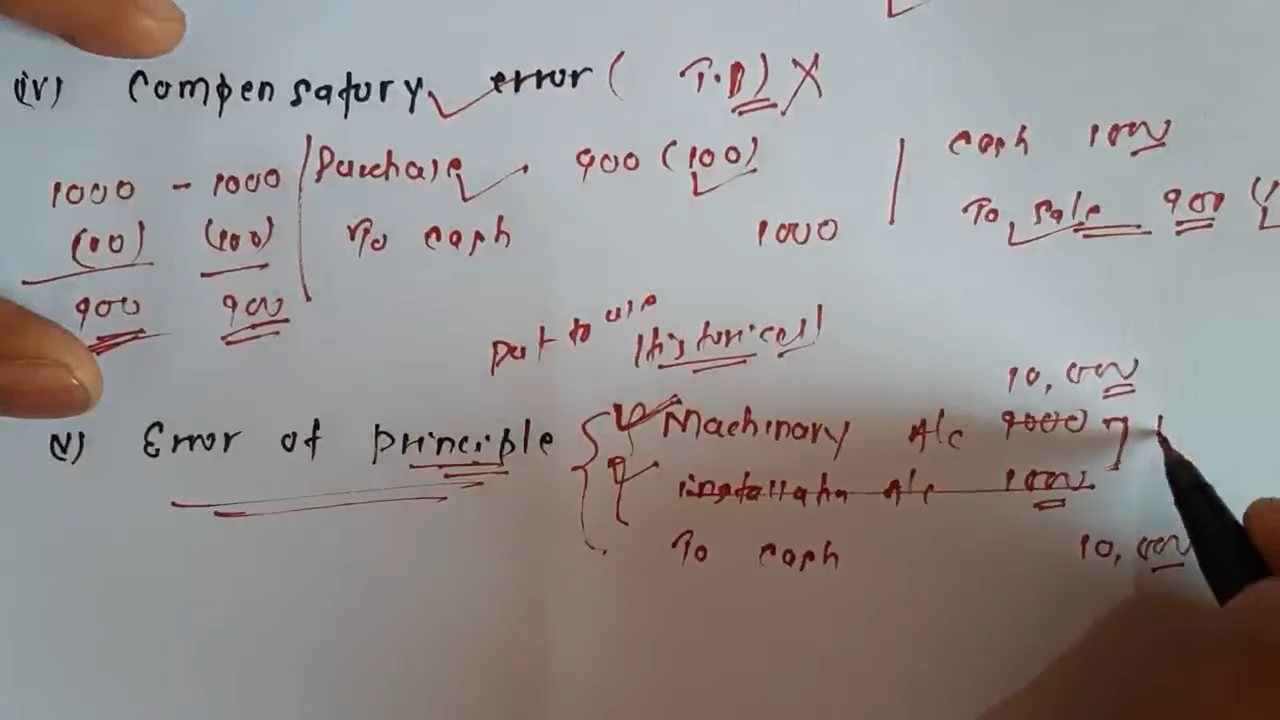 (iv) Compensatory error ( T.B ) X
1000 - 1000 Purchase 900 (100) cash 1000
(100) (100) To cash 1000 To sale 900 (
900 900
put to use
Historical
10,000
v) Error of principle Machinary A/c 9000
installation A/c 1000
To cash 10,000